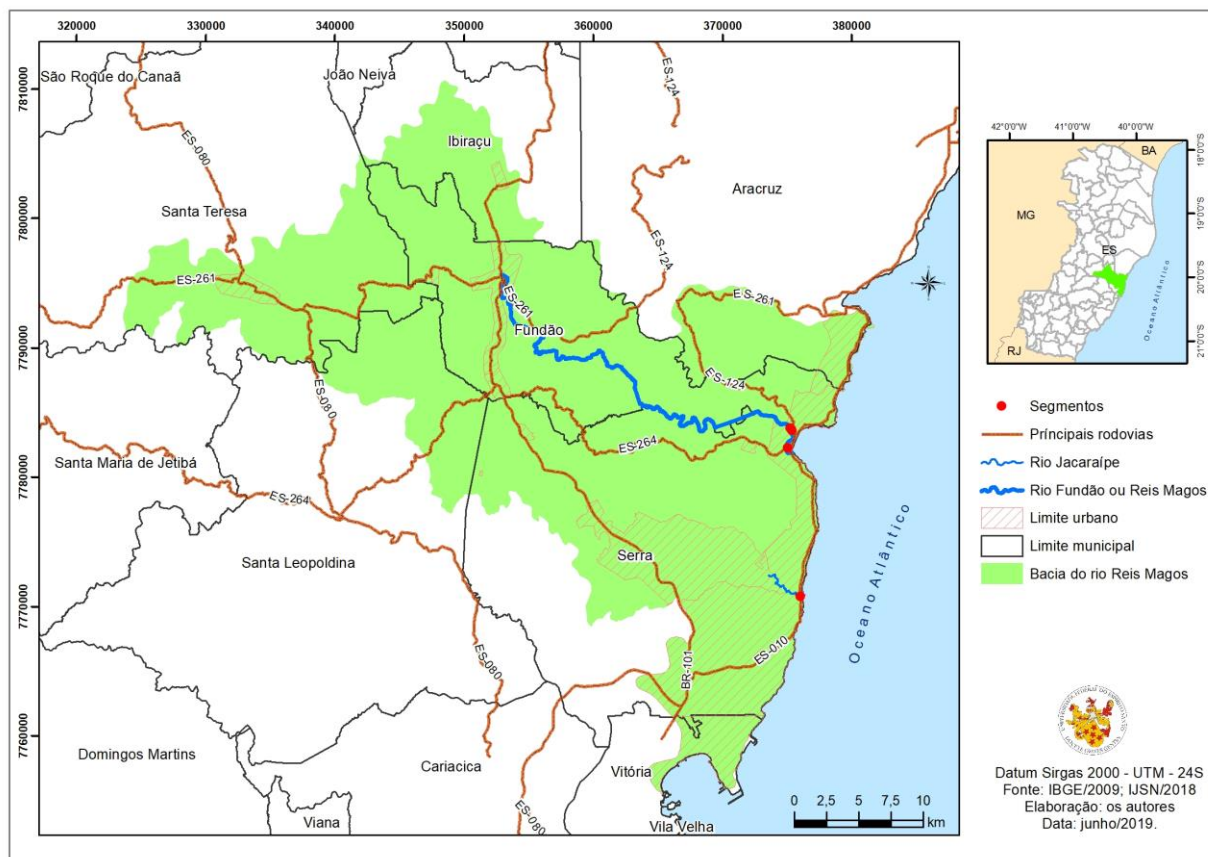 320000 330000 340000 350000 360000 370000 380000
7810000
7800000
7790000
7780000
7770000
7760000
São Roque do Canaã
João Neiva
ES-124
ES-080
Ibiraçu
Aracruz
Santa Teresa
ES-124
ES-261
ES-261
ES-261
Fundão
ES-124
ES-080
ES-264
Santa Maria de Jetibá
ES-264
Santa Leopoldina
Serra
ES-080
BR-101
ES-010
Oceano Atlântico
Domingos Martins
Cariacica
Vitória
Viana
ES-080
Vila Velha
0 2,5 5 10
km
42°0'0"W 41°0'0"W 40°0'0"W
18°0'0"S
19°0'0"S
20°0'0"S
21°0'0"S
BA
MG
ES
RJ
Oceano Atlântico
Segmentos
Príncipais rodovias
Rio Jacaraípe
Rio Fundão ou Reis Magos
Limite urbano
Limite municipal
Bacia do rio Reis Magos
Datum Sirgas 2000 - UTM - 24S
Fonte: IBGE/2009; IJSN/2018
Elaboração: os autores
Data: junho/2019.